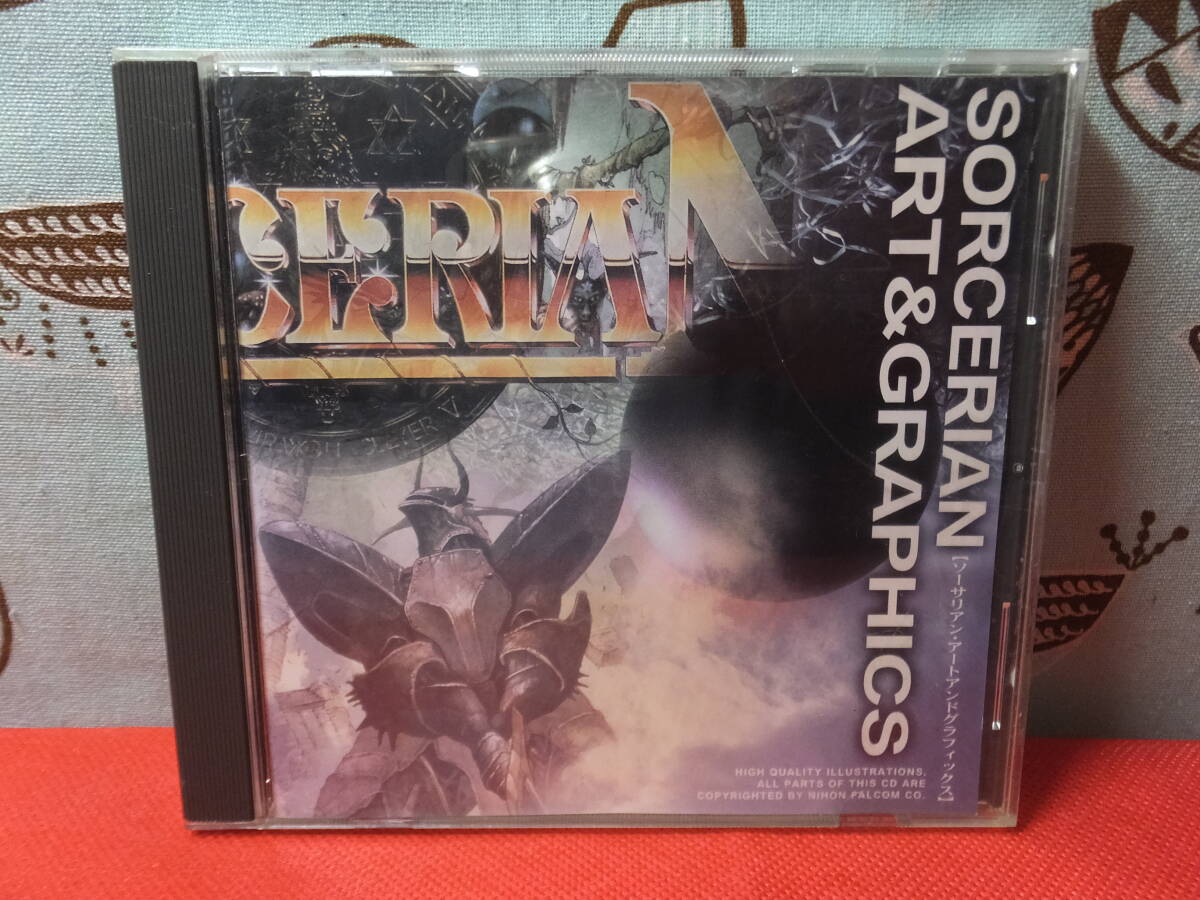 CERIAN
SORCERIAN
ART&GRAPHICS
【ソーサリアン・アートアンドグラフィックス】
HIGH QUALITY ILLUSTRATIONS.
ALL PARTS OF THIS CD ARE
COPYRIGHTED BY NIHON FALCOM CO.